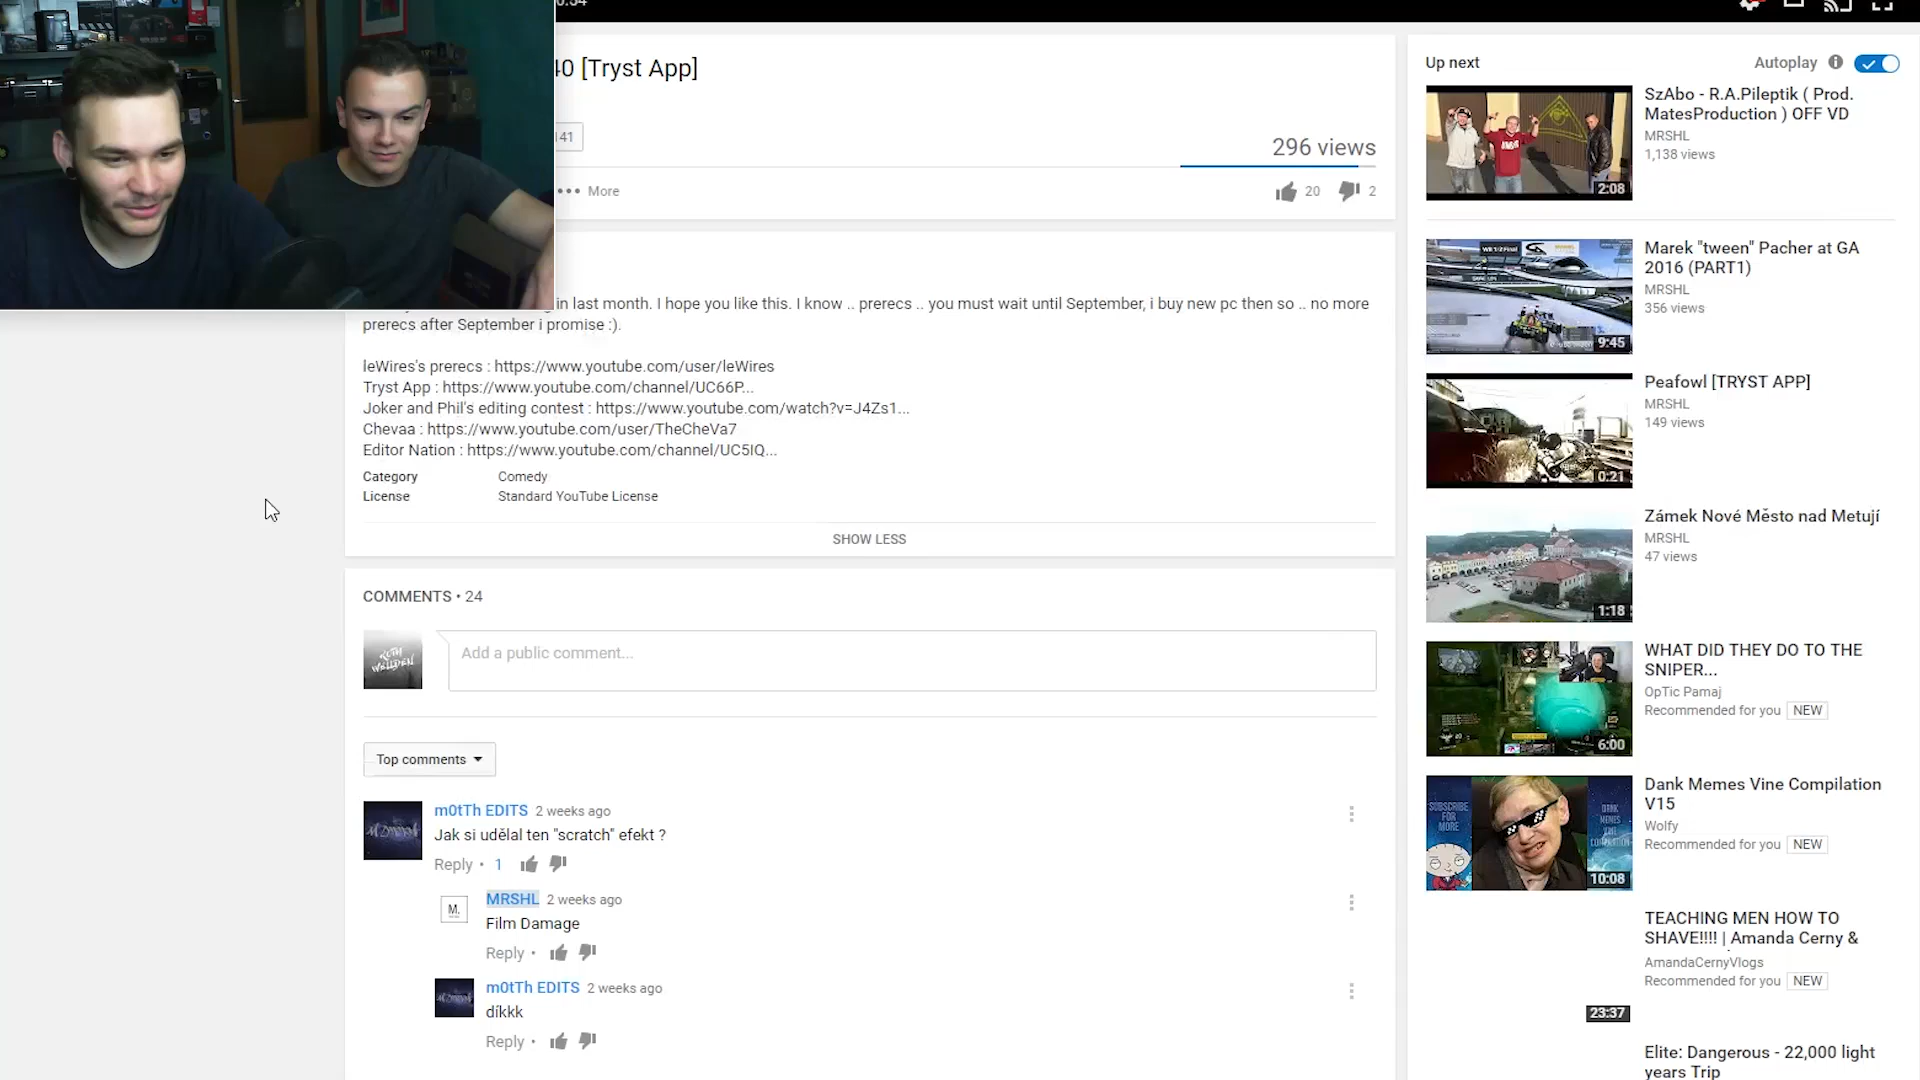 0:34
40 [Tryst App]
141
296 views
More
20
2
in last month. I hope you like this. I know .. prerecs .. you must wait until September, i buy new pc then so .. no more
prerecs after September i promise :).
leWires's prerecs : https://www.youtube.com/user/leWires
Tryst App : https://www.youtube.com/channel/UC66P...
Joker and Phil's editing contest : https://www.youtube.com/watch?v=J4Zs1...
Chevaa : https://www.youtube.com/user/TheCheVa7
Editor Nation : https://www.youtube.com/channel/UC5IQ...
Category Comedy
License Standard YouTube License
SHOW LESS
COMMENTS • 24
Add a public comment...
Top comments
m0tTh EDITS 2 weeks ago
Jak si udělal ten "scratch" efekt ?
Reply • 1
M.
MRSHL 2 weeks ago
Film Damage
Reply •
m0tTh EDITS 2 weeks ago
díkkk
Reply •
Up next
Autoplay
SzAbo - R.A.Pileptik ( Prod.
MatesProduction ) OFF VD
MRSHL
1,138 views
2:08
Marek "tween" Pacher at GA
2016 (PART1)
MRSHL
356 views
9:45
Peafowl [TRYST APP]
MRSHL
149 views
0:21
Zámek Nové Město nad Metují
MRSHL
47 views
1:18
WHAT DID THEY DO TO THE
SNIPER...
OpTic Pamaj
Recommended for you NEW
6:00
Dank Memes Vine Compilation
V15
Wolfy
Recommended for you NEW
SUBSCRIBE
FOR
MORE
DANK
MEMES
VINE
COMPILATION
10:08
TEACHING MEN HOW TO
SHAVE!!!! | Amanda Cerny &
AmandaCernyVlogs
Recommended for you NEW
23:37
Elite: Dangerous - 22,000 light
years Trip